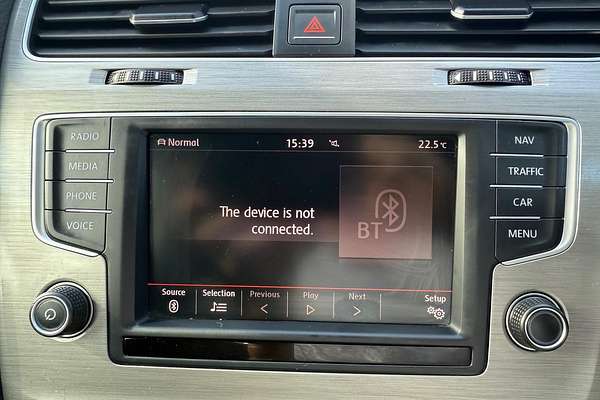 RADIO
MEDIA
PHONE
VOICE
Normal 15:39 22.5°C
The device is not
connected.
BT
Source Selection Previous Play Next Setup
NAV
TRAFFIC
CAR
MENU